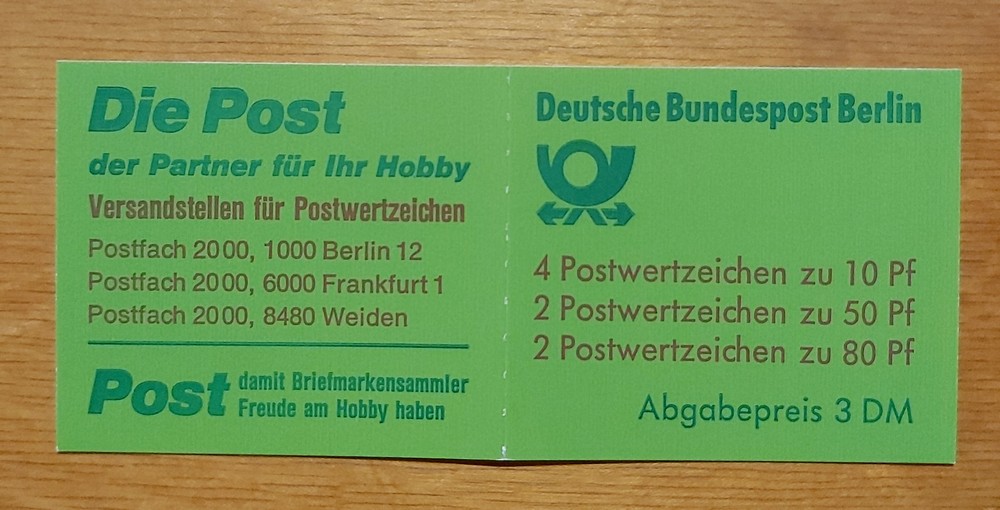 Die Post
der Partner für Ihr Hobby
Versandstellen für Postwertzeichen
Postfach 2000, 1000 Berlin 12
Postfach 2000, 6000 Frankfurt 1
Postfach 2000, 8480 Weiden
Post damit Briefmarkensammler
Freude am Hobby haben
Deutsche Bundespost Berlin
4 Postwertzeichen zu 10 Pf
2 Postwertzeichen zu 50 Pf
2 Postwertzeichen zu 80 Pf
Abgabepreis 3 DM